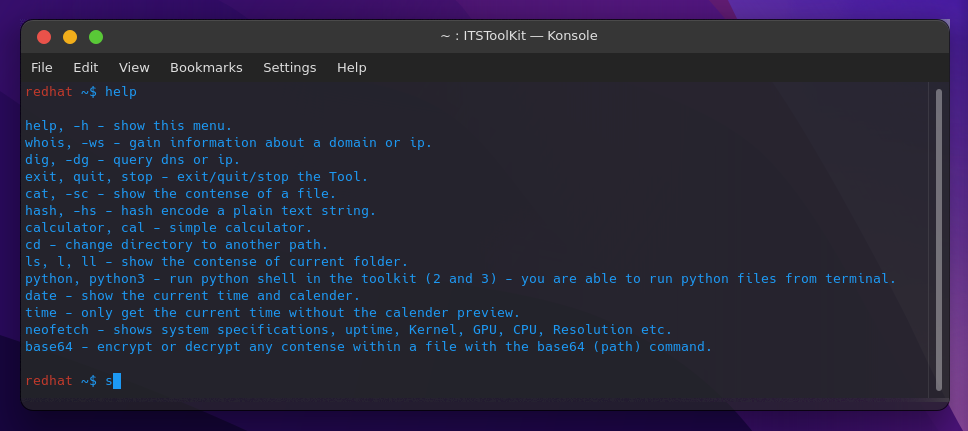 ~ : ITSToolKit — Konsole
File Edit View Bookmarks Settings Help
redhat ~$ help
help, -h - show this menu.
whois, -ws - gain information about a domain or ip.
dig, -dg - query dns or ip.
exit, quit, stop - exit/quit/stop the Tool.
cat, -sc - show the contense of a file.
hash, -hs - hash encode a plain text string.
calculator, cal - simple calculator.
cd - change directory to another path.
ls, l, ll - show the contense of current folder.
python, python3 - run python shell in the toolkit (2 and 3) - you are able to run python files from terminal.
date - show the current time and calender.
time - only get the current time without the calender preview.
neofetch - shows system specifications, uptime, Kernel, GPU, CPU, Resolution etc.
base64 - encrypt or decrypt any contense within a file with the base64 (path) command.
redhat ~$ s